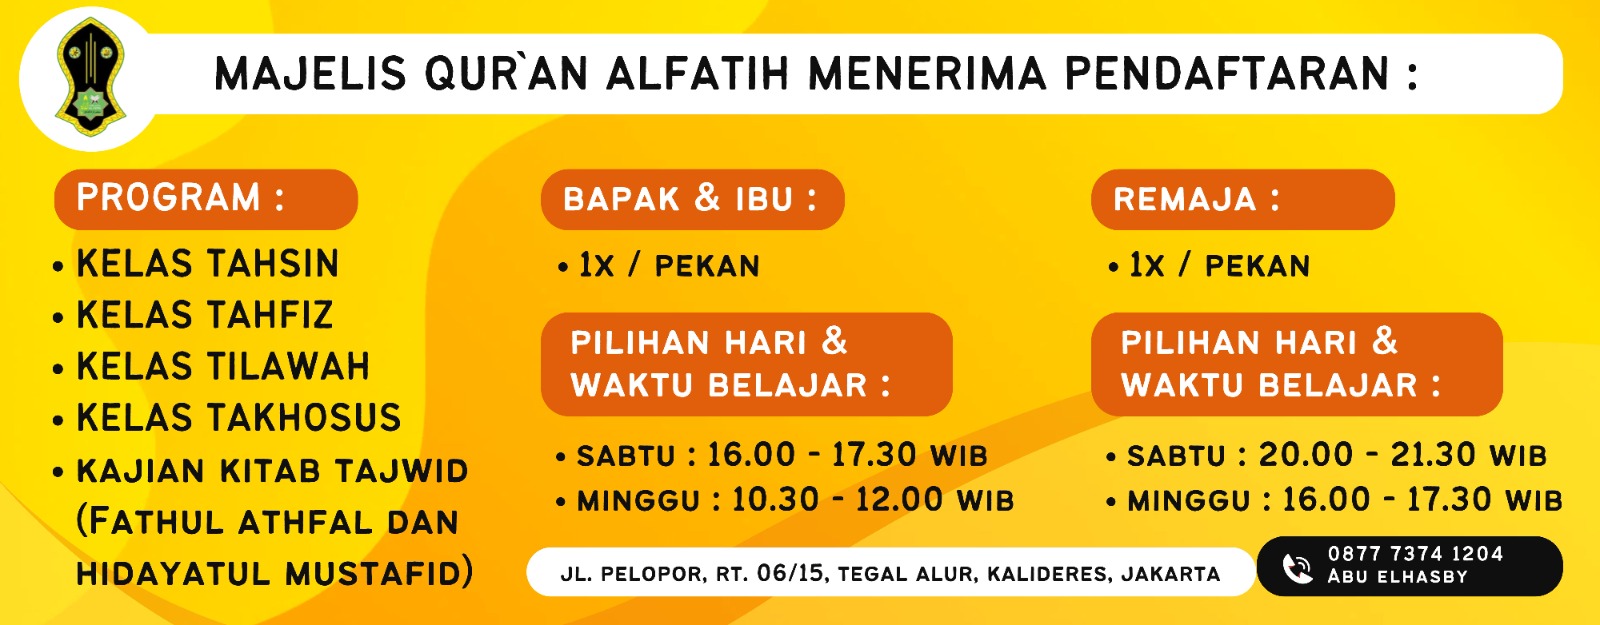 MAJELIS QUR`AN ALFATIH MENERIMA PENDAFTARAN :
PROGRAM :
• KELAS TAHSIN
• KELAS TAHFIZ
• KELAS TILAWAH
• KELAS TAKHOSUS
• KAJIAN KITAB TAJWID
(FATHUL ATHFAL DAN
HIDAYATUL MUSTAFID)
BAPAK & IBU :
• 1X / PEKAN
PILIHAN HARI &
WAKTU BELAJAR :
• SABTU : 16.00 - 17.30 WIB
• MINGGU : 10.30 - 12.00 WIB
REMAJA :
• 1X / PEKAN
PILIHAN HARI &
WAKTU BELAJAR :
• SABTU : 20.00 - 21.30 WIB
• MINGGU : 16.00 - 17.30 WIB
JL. PELOPOR, RT. 06/15, TEGAL ALUR, KALIDERES, JAKARTA
0877 7374 1204
ABU ELHASBY